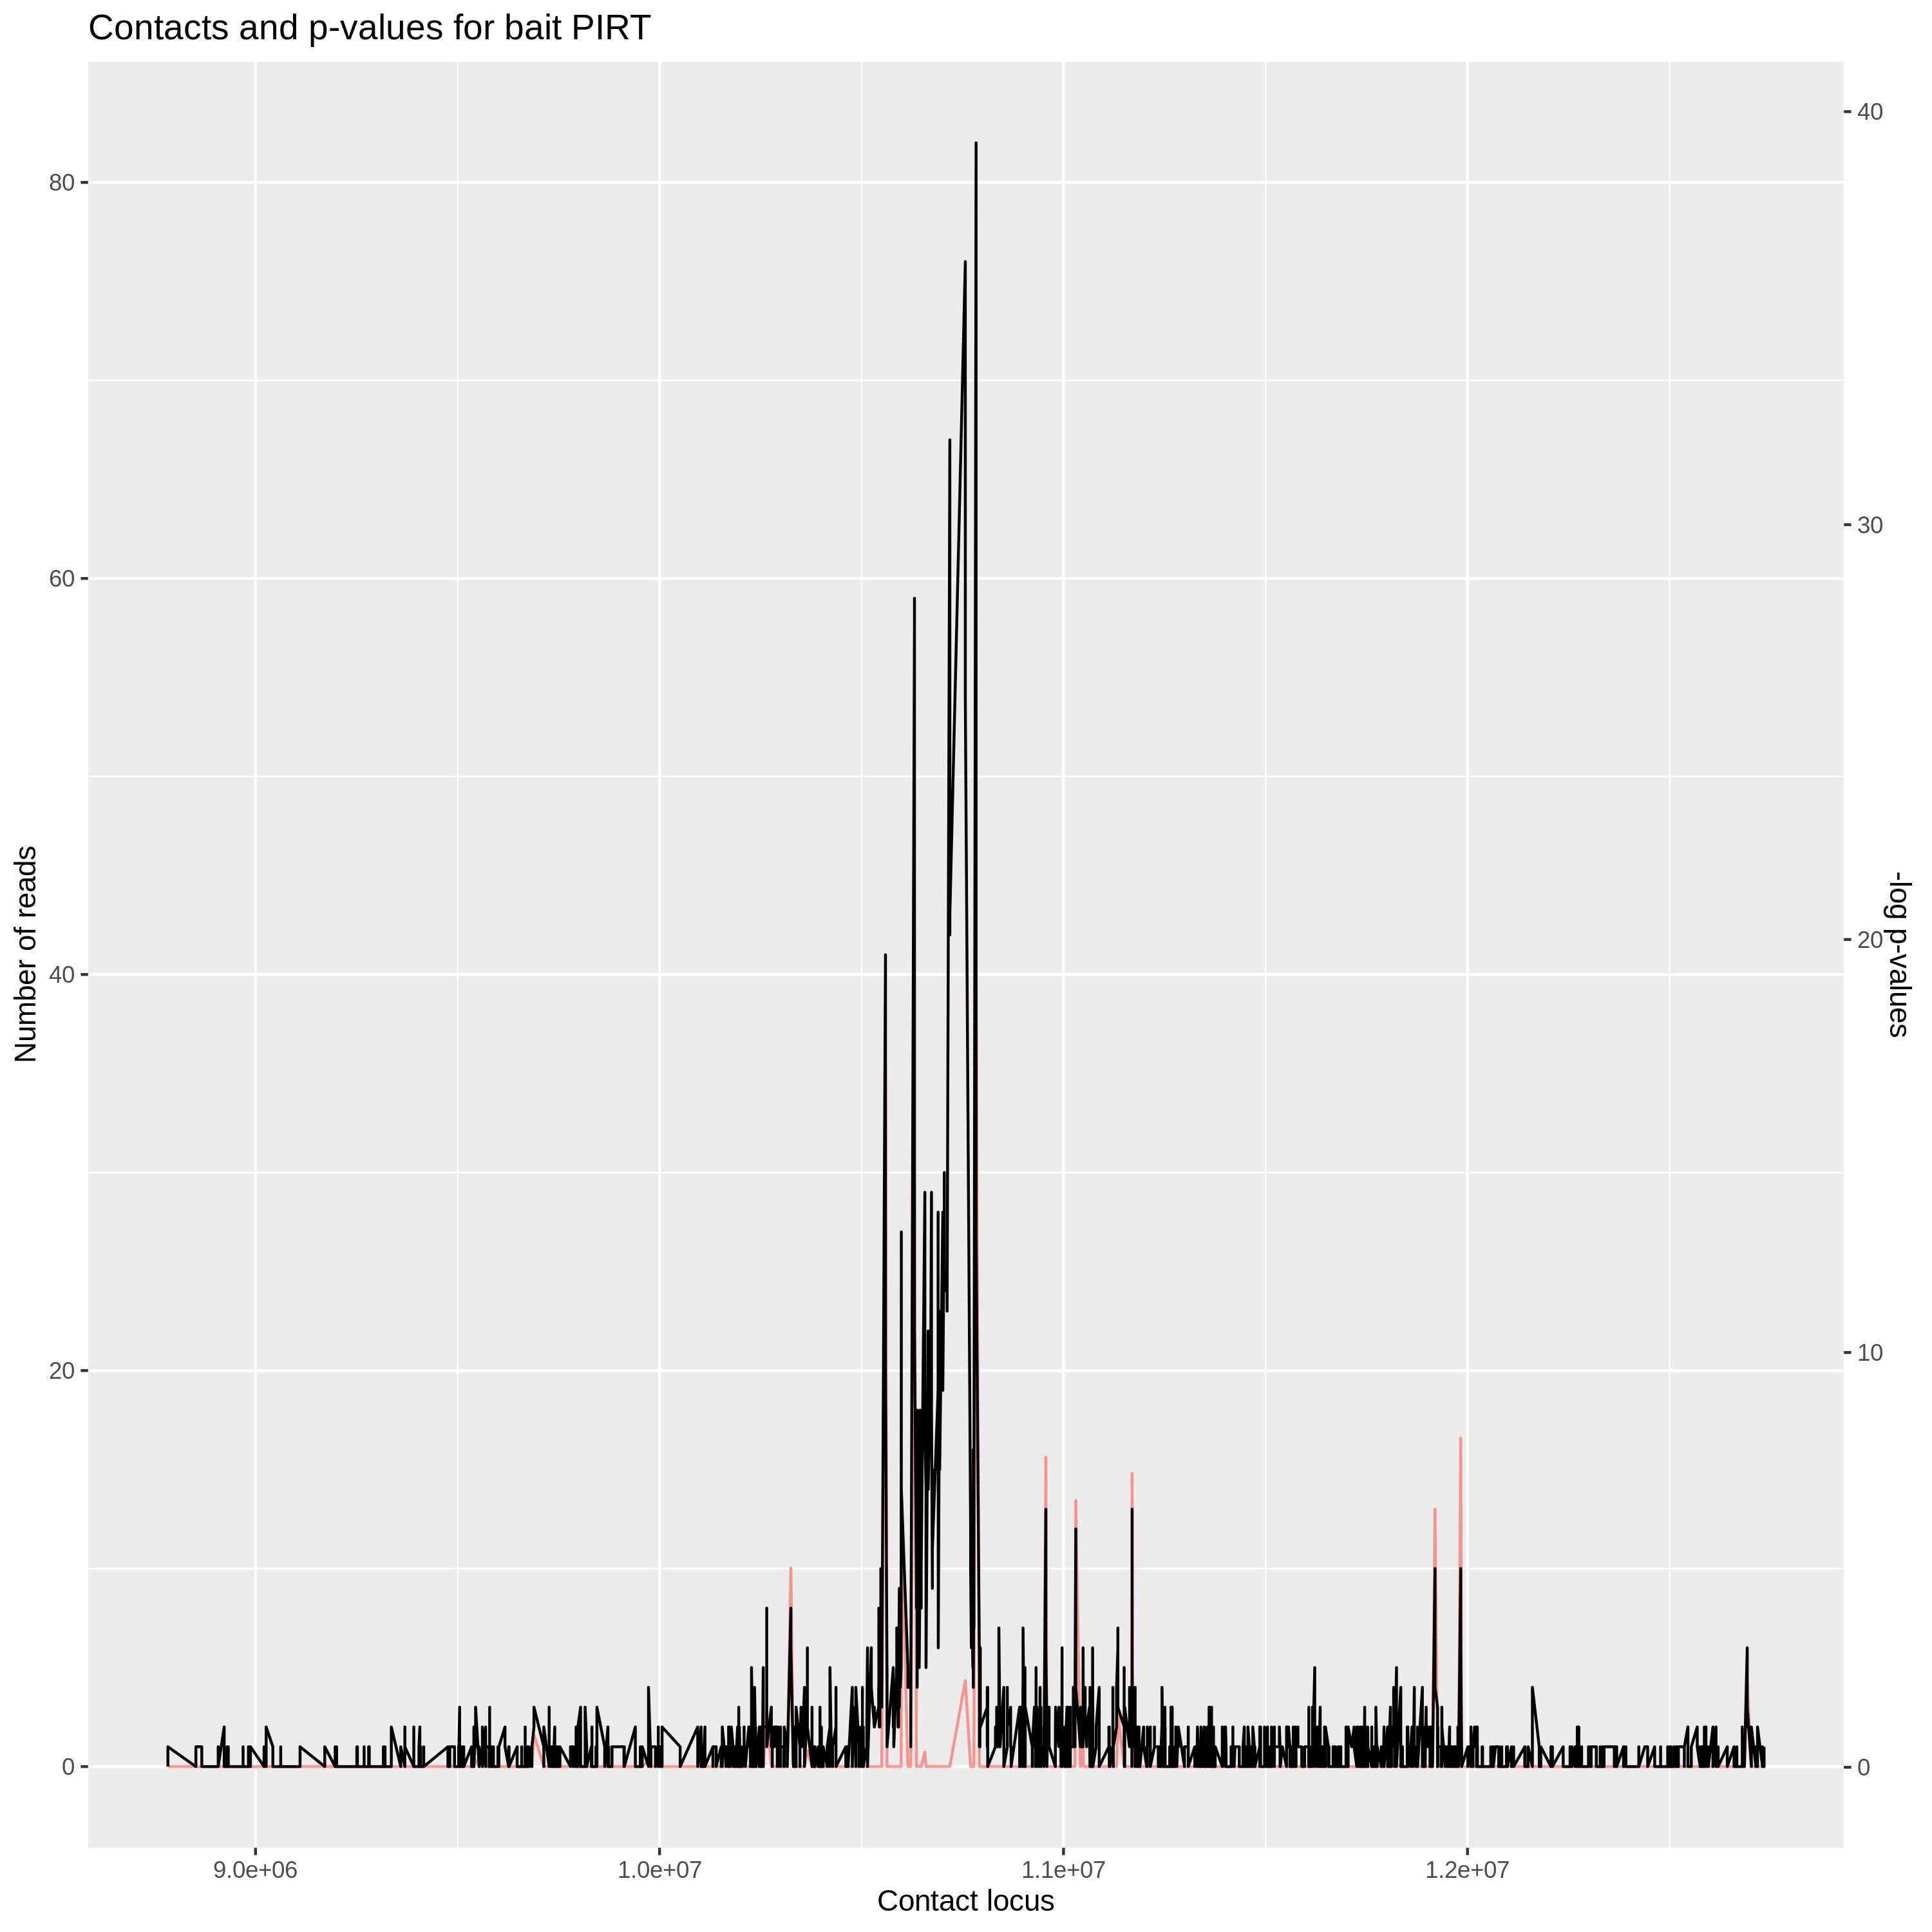 Contacts and p-values for bait PIRT
Number of reads
80
60
40
20
0
40
30
20
10
0
-log p-values
9.0e+06 1.0e+07 1.1e+07 1.2e+07
Contact locus